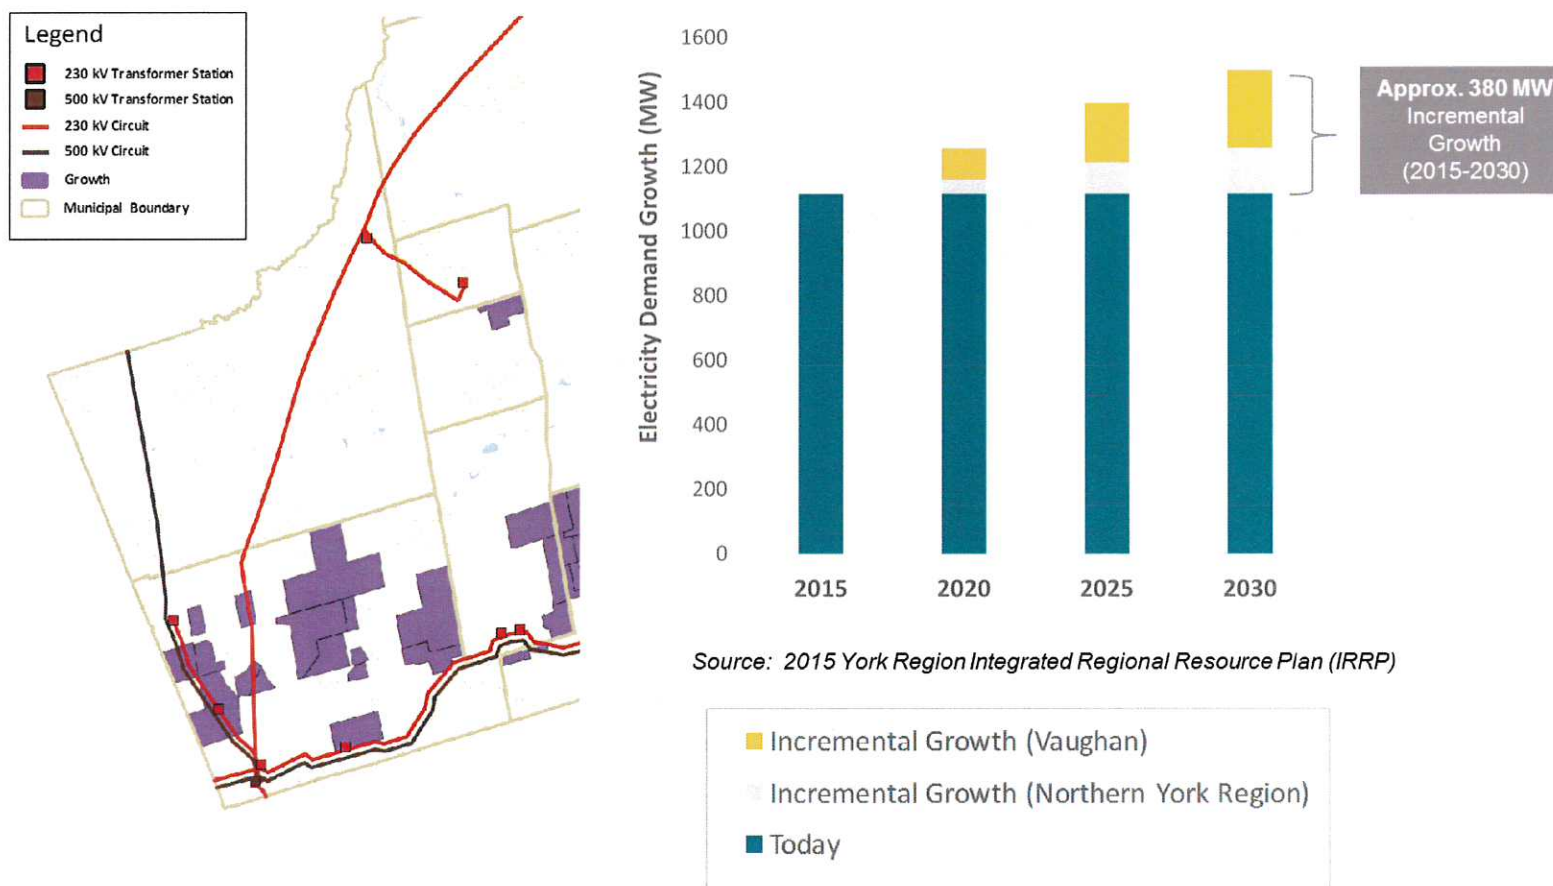 Legend
230 kV Transformer Station
500 kV Transformer Station
230 kV Circuit
500 kV Circuit
Growth
Municipal Boundary
Electricity Demand Growth (MW)
1600
1400
1200
1000
800
600
400
200
0
2015
2020
2025
2030
Approx. 380 MW
Incremental
Growth
(2015-2030)
Source: 2015 York Region Integrated Regional Resource Plan (IRRP)
Incremental Growth (Vaughan)
Incremental Growth (Northern York Region)
Today